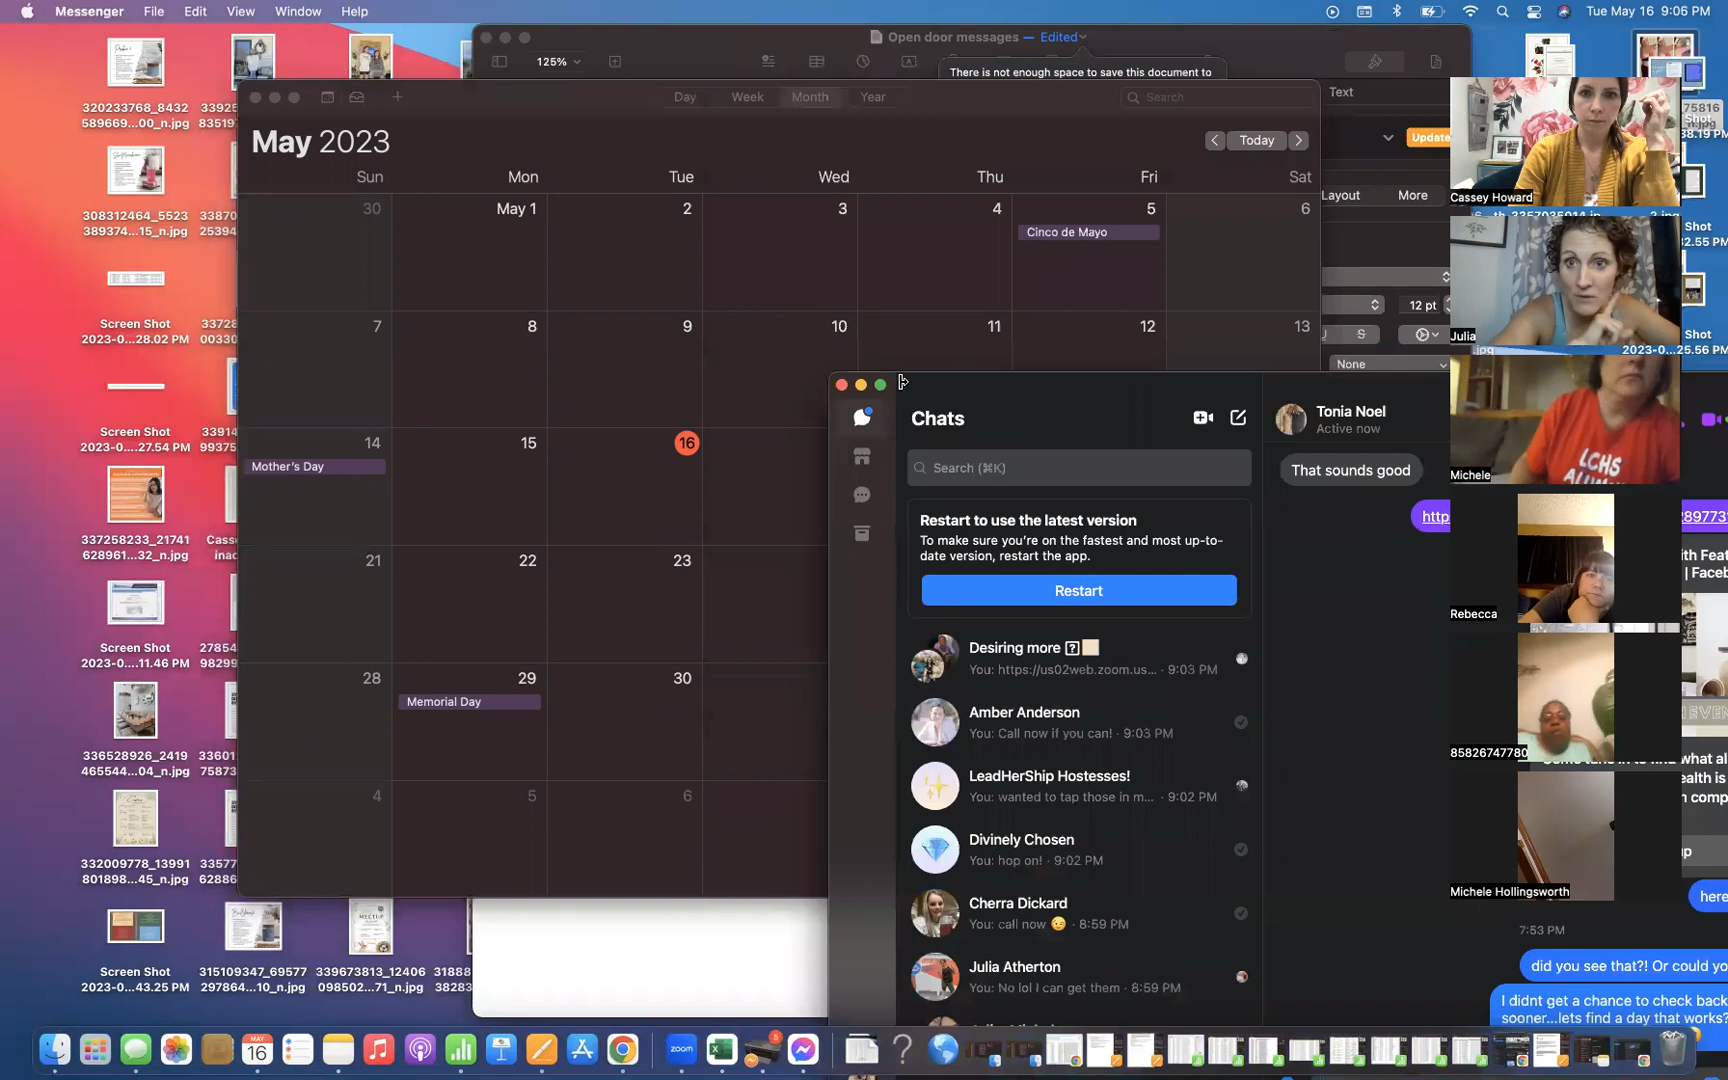 Messenger File Edit View Window Help
Tue May 16 9:06 PM
Open door messages — Edited
125%
There is not enough space to save this document to
Day Week Month Year
Search
Text
May 2023
Today
Update
Sun Mon Tue Wed Thu Fri Sat
Layout More
30 May 1 2 3 4 5 6
Cinco de Mayo
7 8 9 10 11 12 13
12 pt
None
14 15 16
Mother's Day
21 22 23
28 29 30
Memorial Day
4 5 6
320233768_8432
589669...00_n.jpg
308312464_5523
389374...15_n.jpg
Screen Shot
2023-0....28.02 PM
Screen Shot
2023-0...27.54 PM
337258233_21741
628961...32_n.jpg
Screen Shot
2023-0....11.46 PM
336528926_2419
465544...04_n.jpg
332009778_13991
801898...45_n.jpg
Screen Shot
2023-0...43.25 PM
315109347_69577
297864...10_n.jpg
339673813_12406
098502...71_n.jpg
Chats
Search (⌘K)
Restart to use the latest version
To make sure you're on the fastest and most up-to-
date version, restart the app.
Restart
Desiring more
You: https://us02web.zoom.us... · 9:03 PM
Amber Anderson
You: Call now if you can! · 9:03 PM
LeadHerShip Hostesses!
You: wanted to tap those in m... · 9:02 PM
Divinely Chosen
You: hop on! · 9:02 PM
Cherra Dickard
You: call now 😉 · 8:59 PM
Julia Atherton
You: No lol I can get them · 8:59 PM
Tonia Noel
Active now
That sounds good
7:53 PM
did you see that?! Or could you
I didnt get a chance to check back
sooner...lets find a day that works?
Cassey Howard
Julia
Michele
Rebecca
85826747780
Michele Hollingsworth
MAY
16
zoom